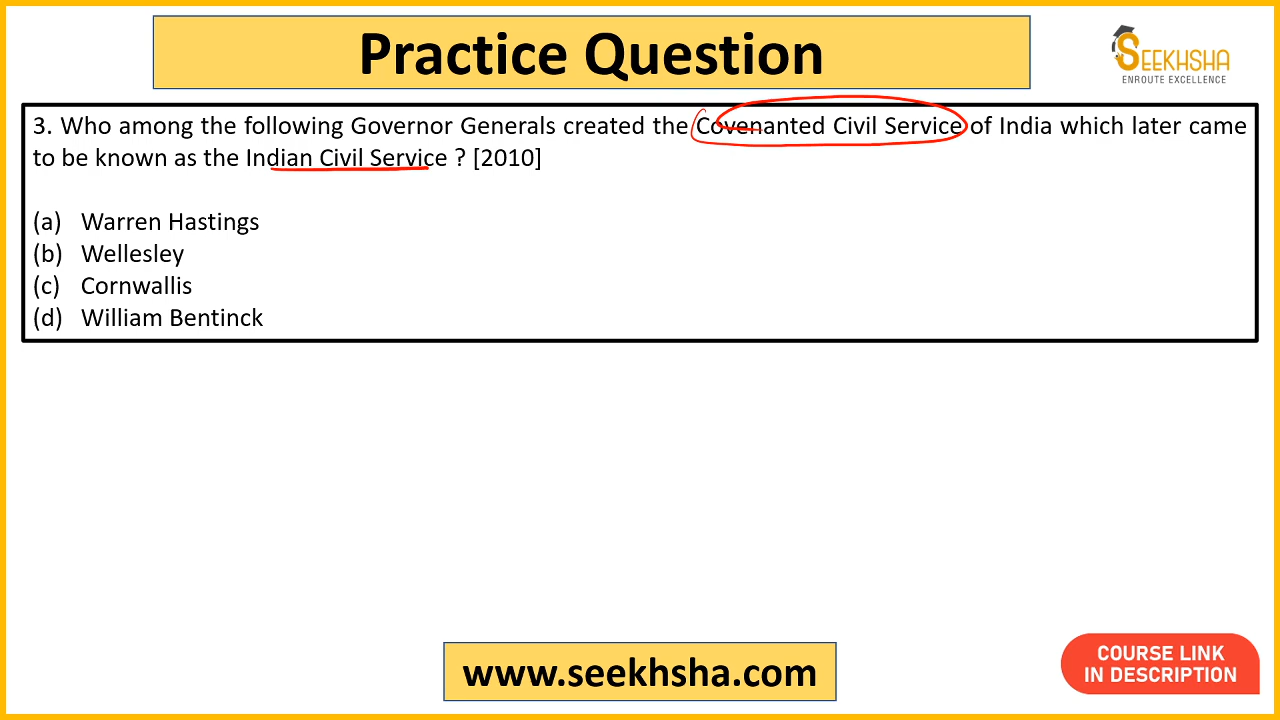 Practice Question
SEEKHSHA
ENROUTE EXCELLENCE
3. Who among the following Governor Generals created the Covenanted Civil Service of India which later came
to be known as the Indian Civil Service ? [2010]
(a) Warren Hastings
(b) Wellesley
(c) Cornwallis
(d) William Bentinck
www.seekhsha.com
COURSE LINK
IN DESCRIPTION